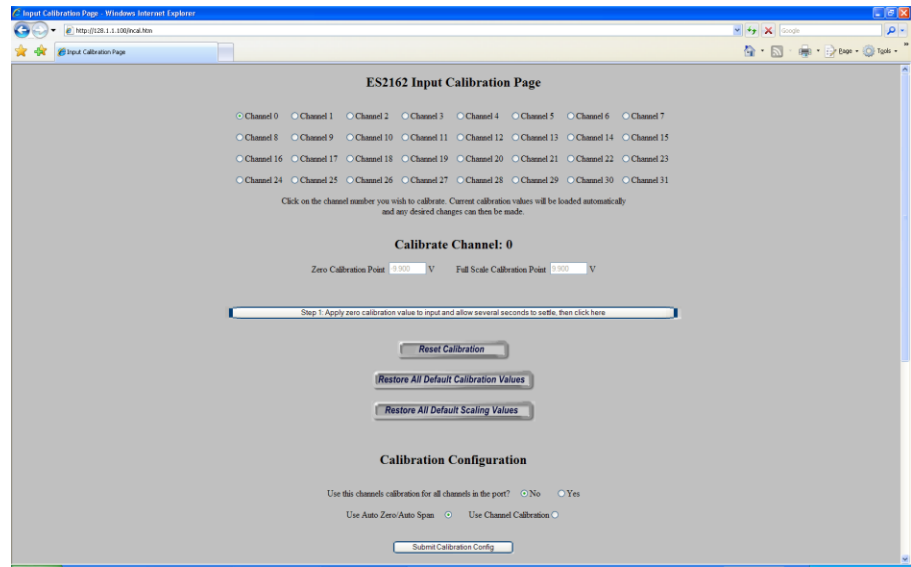 Input Calibration Page - Windows Internet Explorer
http://128.1.1.100/incal.htm
Google
Input Calibration Page
Page
Tools
ES2162 Input Calibration Page
Channel 0 Channel 1 Channel 2 Channel 3 Channel 4 Channel 5 Channel 6 Channel 7
Channel 8 Channel 9 Channel 10 Channel 11 Channel 12 Channel 13 Channel 14 Channel 15
Channel 16 Channel 17 Channel 18 Channel 19 Channel 20 Channel 21 Channel 22 Channel 23
Channel 24 Channel 25 Channel 26 Channel 27 Channel 28 Channel 29 Channel 30 Channel 31
Click on the channel number you wish to calibrate. Current calibration values will be loaded automatically
and any desired changes can then be made.
Calibrate Channel: 0
Zero Calibration Point -9.900 V Full Scale Calibration Point 9.900 V
Step 1: Apply zero calibration value to input and allow several seconds to settle, then click here
Reset Calibration
Restore All Default Calibration Values
Restore All Default Scaling Values
Calibration Configuration
Use this channels calibration for all channels in the port? No Yes
Use Auto Zero/Auto Span Use Channel Calibration
Submit Calibration Config